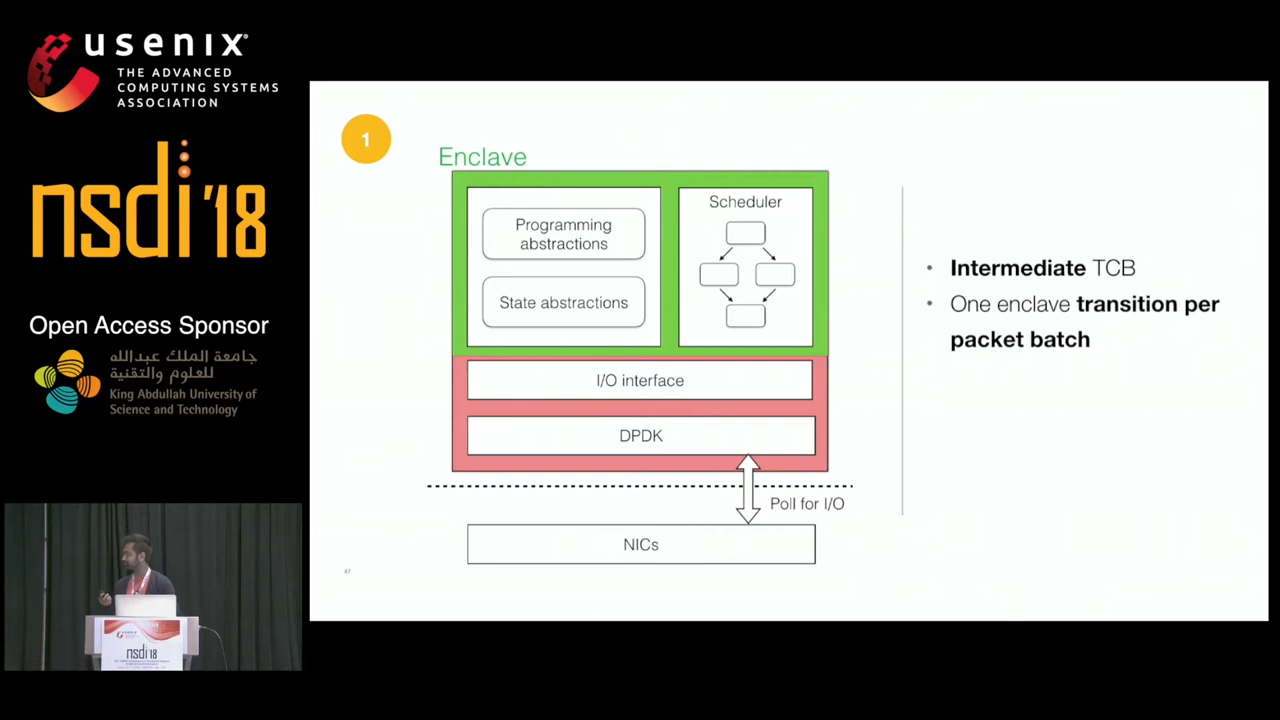 usenix
THE ADVANCED
COMPUTING SYSTEMS
ASSOCIATION
nsdi '18
Open Access Sponsor
جامعة الملك عبدالله
للعلوم والتقنية
King Abdullah University of
Science and Technology
1
Enclave
Programming
abstractions
State abstractions
Scheduler
I/O interface
DPDK
Poll for I/O
NICs
47
• Intermediate TCB
• One enclave transition per
packet batch
usenix
nsdi '18